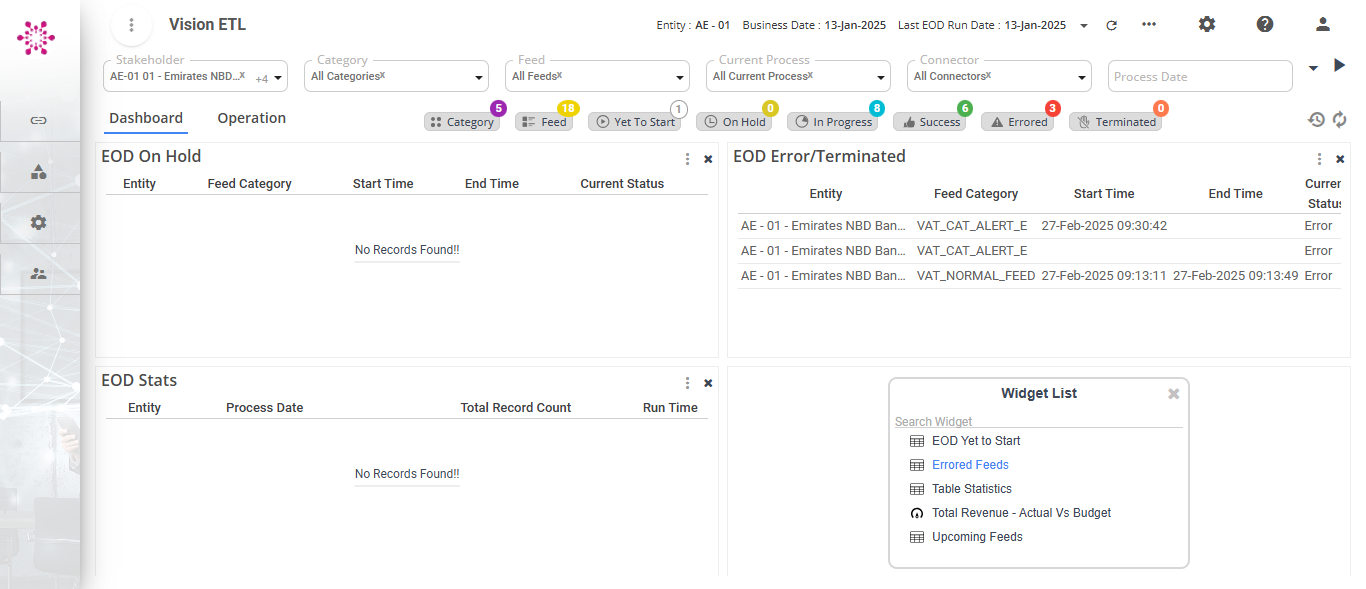 Vision ETL
Entity : AE - 01 Business Date : 13-Jan-2025 Last EOD Run Date : 13-Jan-2025
Stakeholder Category Feed Current Process Connector
AE-01 01 - Emirates NBD...x +4 All Categoriesx All Feedsx All Current Processx All Connectorsx Process Date
5 18 1 0 8 6 3 0
Dashboard Operation Category Feed Yet To Start On Hold In Progress Success Errored Terminated
EOD On Hold
Entity Feed Category Start Time End Time Current Status
No Records Found!!
EOD Error/Terminated
Entity Feed Category Start Time End Time Curren
Status
AE - 01 - Emirates NBD Ban... VAT_CAT_ALERT_E 27-Feb-2025 09:30:42 Error
AE - 01 - Emirates NBD Ban... VAT_CAT_ALERT_E Error
AE - 01 - Emirates NBD Ban... VAT_NORMAL_FEED 27-Feb-2025 09:13:11 27-Feb-2025 09:13:49 Error
EOD Stats
Entity Process Date Total Record Count Run Time
No Records Found!!
Widget List
Search Widget
EOD Yet to Start
Errored Feeds
Table Statistics
Total Revenue - Actual Vs Budget
Upcoming Feeds